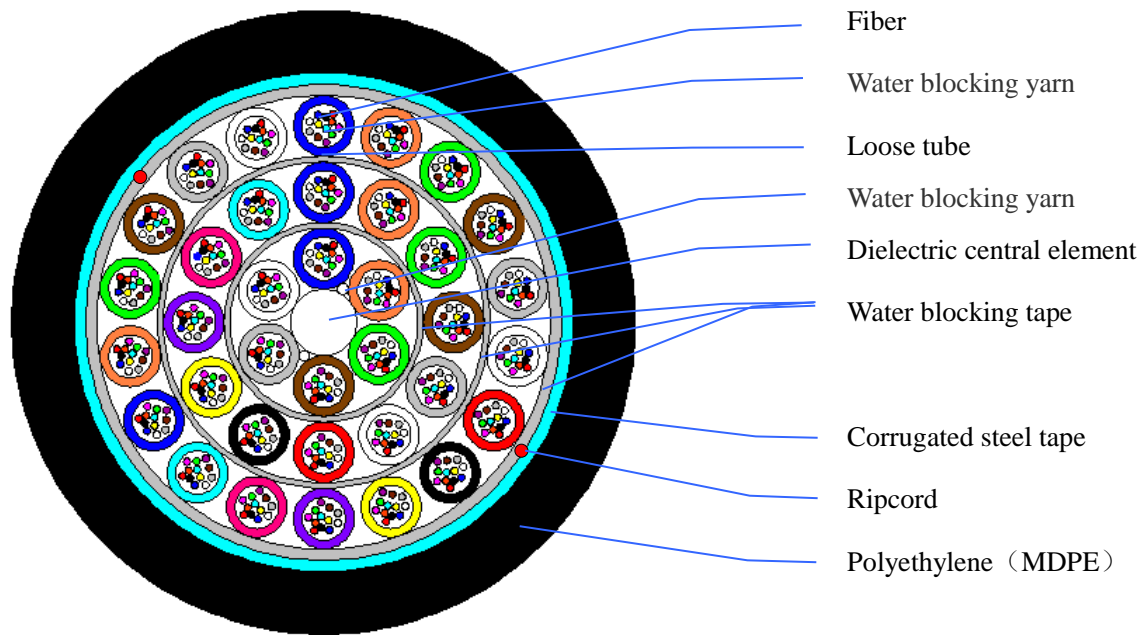 Fiber
Water blocking yarn
Loose tube
Water blocking yarn
Dielectric central element
Water blocking tape
Corrugated steel tape
Ripcord
Polyethylene（MDPE）